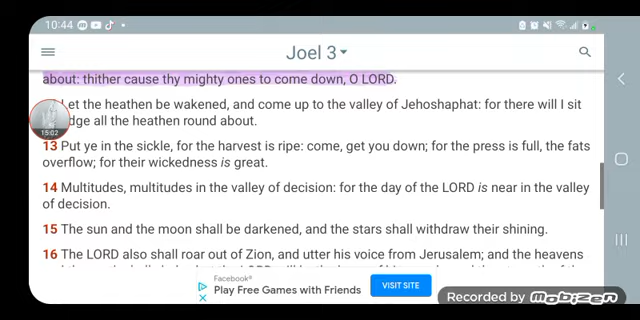 10:44
Joel 3
about: thither cause thy mighty ones to come down, O LORD.
Let the heathen be wakened, and come up to the valley of Jehoshaphat: for there will I sit
dge all the heathen round about.
15:02
13 Put ye in the sickle, for the harvest is ripe: come, get you down; for the press is full, the fats
overflow; for their wickedness is great.
14 Multitudes, multitudes in the valley of decision: for the day of the LORD is near in the valley
of decision.
15 The sun and the moon shall be darkened, and the stars shall withdraw their shining.
16 The LORD also shall roar out of Zion, and utter his voice from Jerusalem; and the heavens
Facebook®
Play Free Games with Friends
VISIT SITE
Recorded by Mobizen